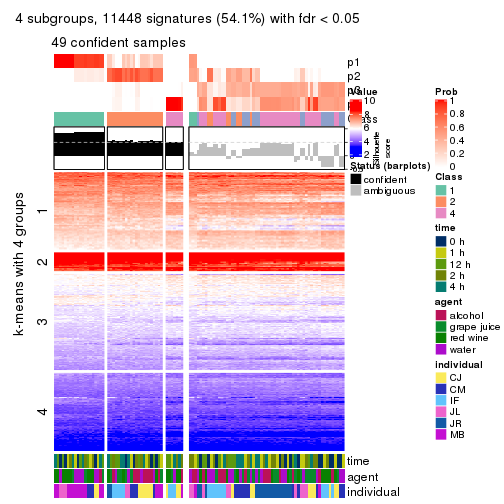 4 subgroups, 11448 signatures (54.1%) with fdr < 0.05
49 confident samples
p1
p2
Value
10
8
6
4
2
Silhouette
score
Status (barplots)
confident
ambiguous
k-means with 4 groups
1
2
3
4
time
agent
individual
Prob
1
0.8
0.6
0.4
0.2
0
Class
1
2
4
time
0 h
1 h
12 h
2 h
4 h
agent
alcohol
grape juice
red wine
water
individual
CJ
CM
IF
JL
JR
MB